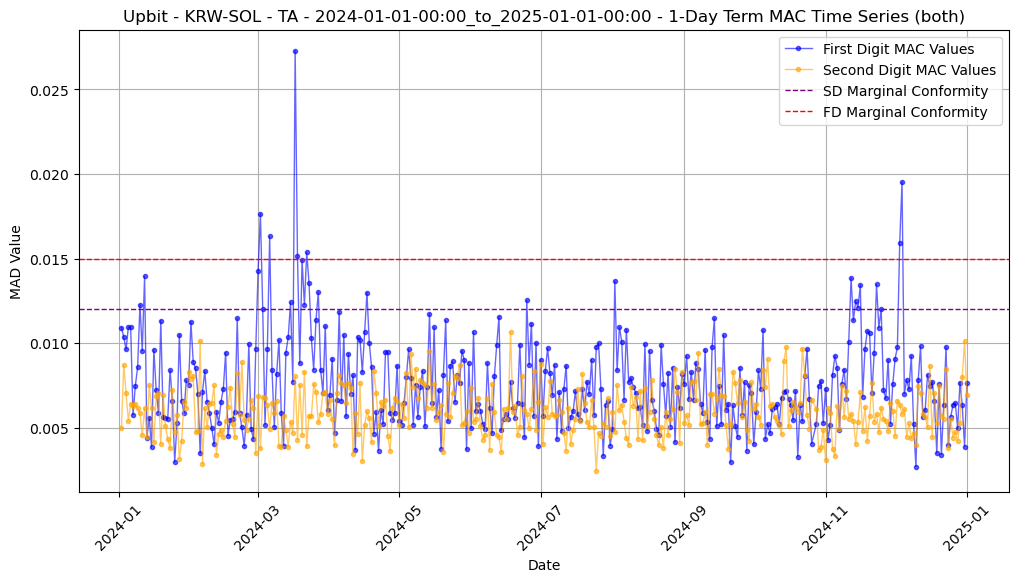 Upbit - KRW-SOL - TA - 2024-01-01-00:00_to_2025-01-01-00:00 - 1-Day Term MAC Time Series (both)
First Digit MAC Values
Second Digit MAC Values
SD Marginal Conformity
FD Marginal Conformity
MAD Value
0.025
0.020
0.015
0.010
0.005
2024-01
2024-03
2024-05
2024-07
2024-09
2024-11
2025-01
Date